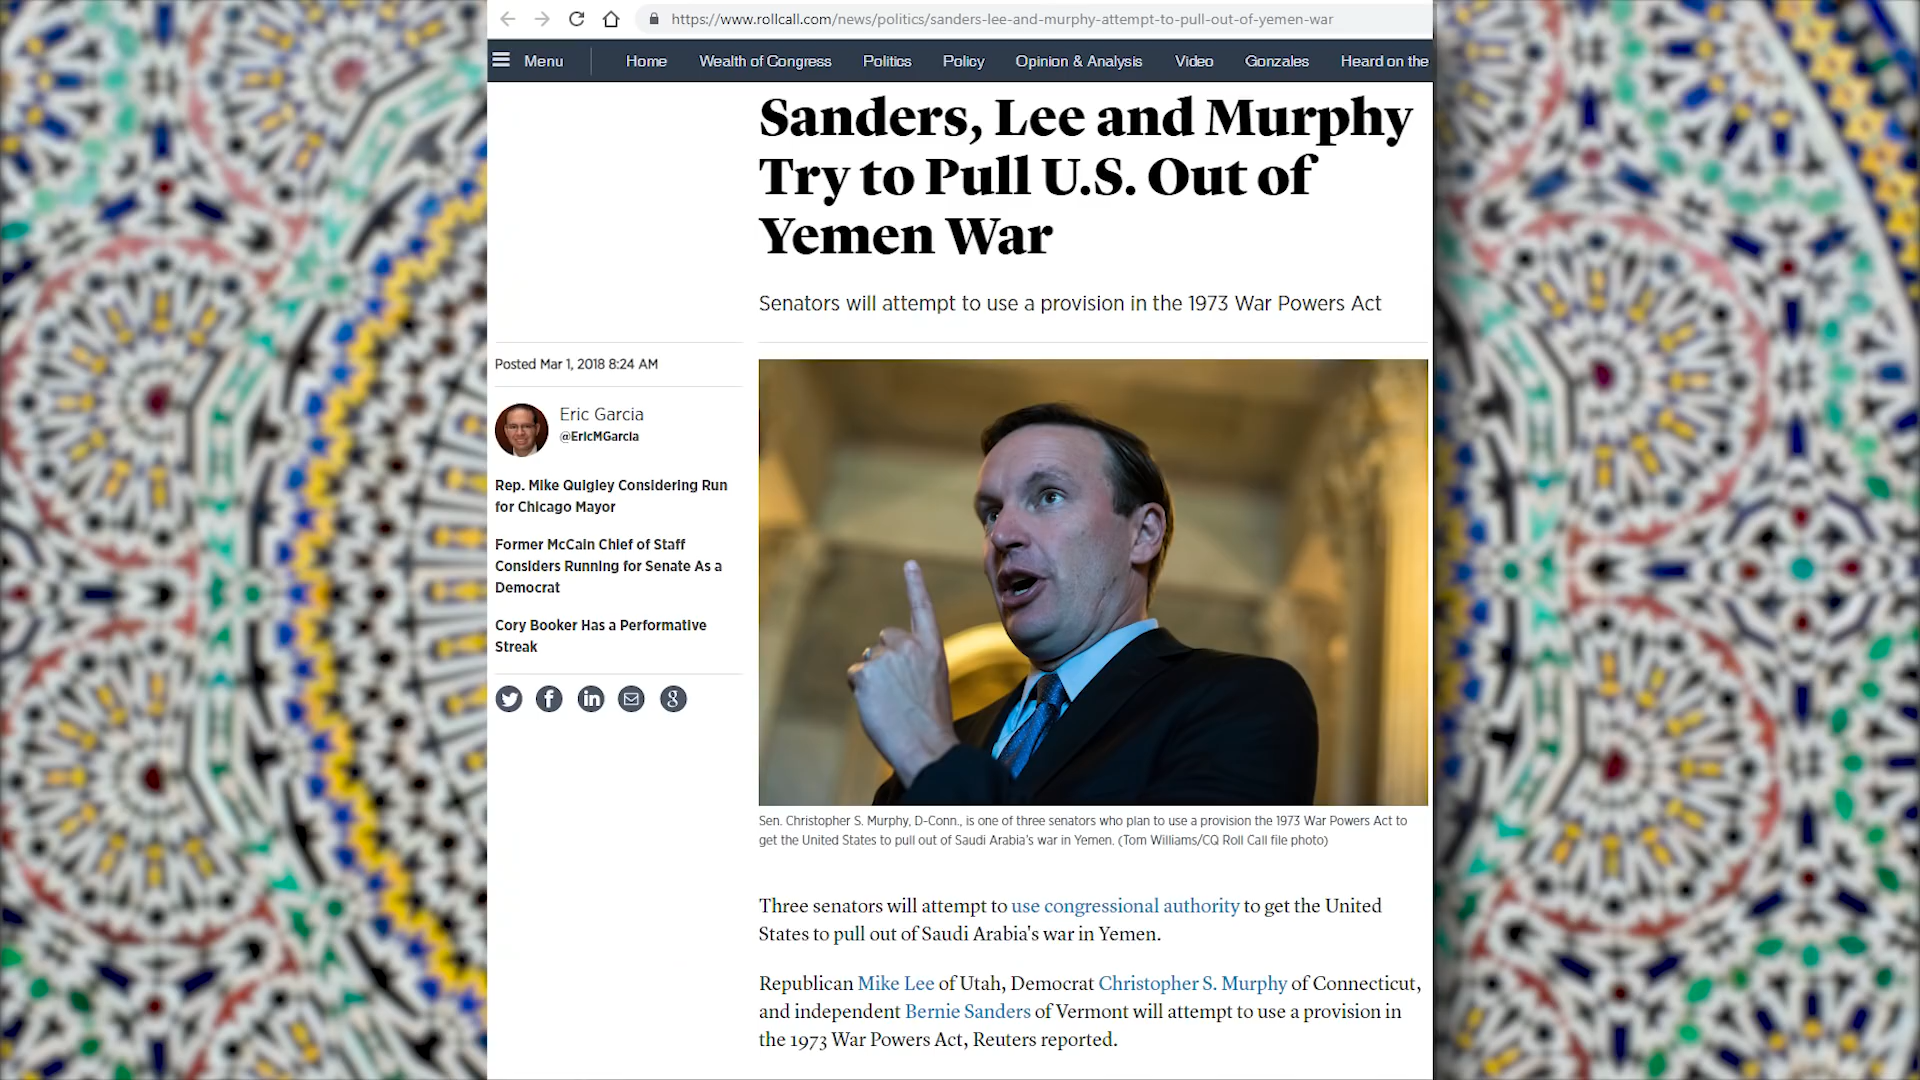 https://www.rollcall.com/news/politics/sanders-lee-and-murphy-attempt-to-pull-out-of-yemen-war
Menu Home Wealth of Congress Politics Policy Opinion & Analysis Video Gonzales Heard on the
Sanders, Lee and Murphy
Try to Pull U.S. Out of
Yemen War
Senators will attempt to use a provision in the 1973 War Powers Act
Posted Mar 1, 2018 8:24 AM
Eric Garcia
@EricMGarcia
Rep. Mike Quigley Considering Run
for Chicago Mayor
Former McCain Chief of Staff
Considers Running for Senate As a
Democrat
Cory Booker Has a Performative
Streak
Sen. Christopher S. Murphy, D-Conn., is one of three senators who plan to use a provision the 1973 War Powers Act to
get the United States to pull out of Saudi Arabia's war in Yemen. (Tom Williams/CQ Roll Call file photo)
Three senators will attempt to use congressional authority to get the United
States to pull out of Saudi Arabia's war in Yemen.
Republican Mike Lee of Utah, Democrat Christopher S. Murphy of Connecticut,
and independent Bernie Sanders of Vermont will attempt to use a provision in
the 1973 War Powers Act, Reuters reported.